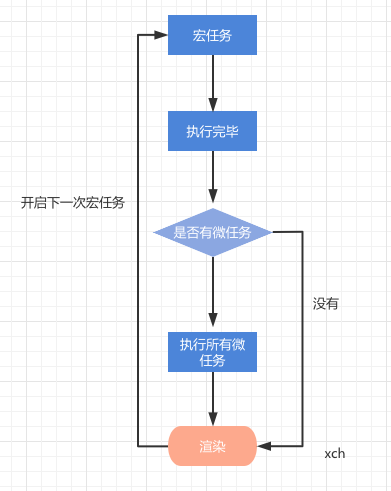 宏任务
执行完毕
开启下一次宏任务
是否有微任务
没有
执行所有微
任务
渲染
xch